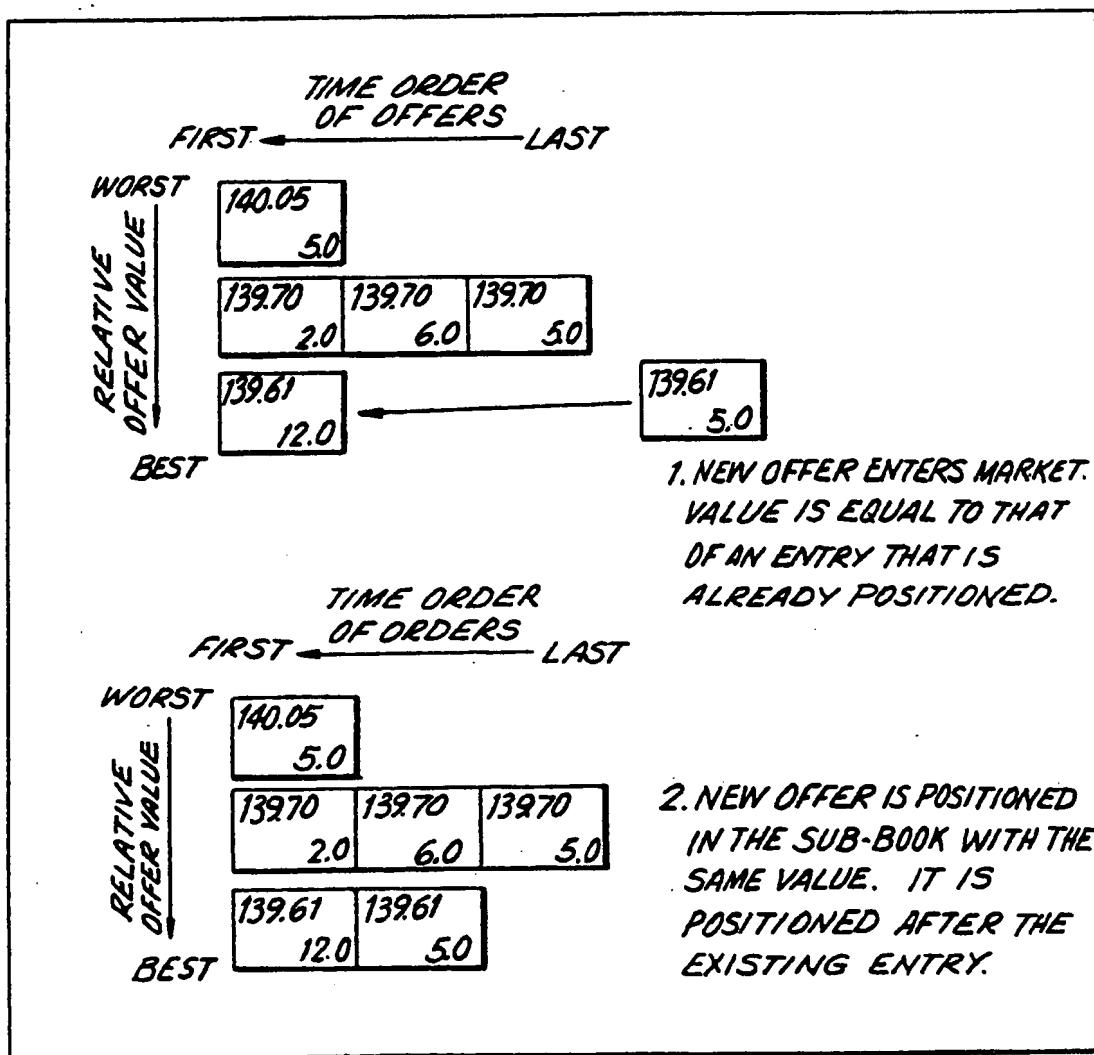 TIME ORDER
OF OFFERS
FIRST LAST
WORST
RELATIVE
OFFER VALUE
BEST
140.05
5.0
139.70 139.70 139.70
2.0 6.0 5.0
139.61 139.61
12.0 5.0
1. NEW OFFER ENTERS MARKET.
VALUE IS EQUAL TO THAT
OF AN ENTRY THAT IS
ALREADY POSITIONED.
TIME ORDER
OF ORDERS
FIRST LAST
WORST
RELATIVE
OFFER VALUE
BEST
140.05
5.0
139.70 139.70 139.70
2.0 6.0 5.0
139.61 139.61
12.0 5.0
2. NEW OFFER IS POSITIONED
IN THE SUB-BOOK WITH THE
SAME VALUE. IT IS
POSITIONED AFTER THE
EXISTING ENTRY.